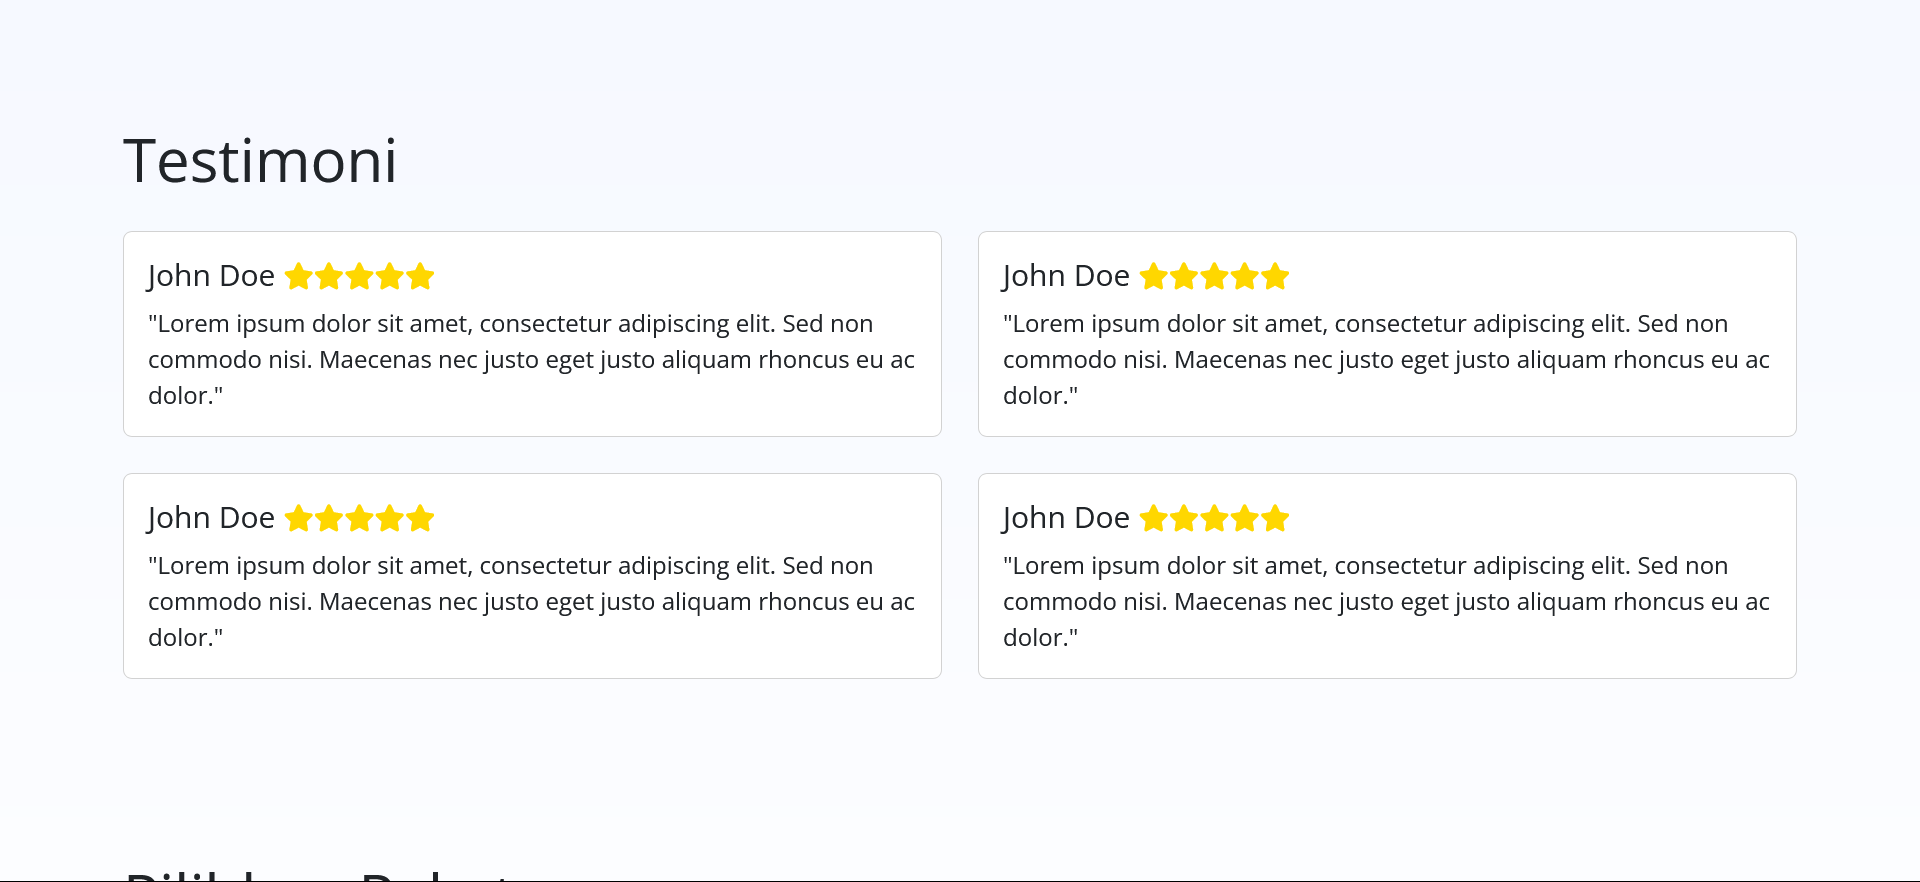 Testimoni
John Doe
"Lorem ipsum dolor sit amet, consectetur adipiscing elit. Sed non
commodo nisi. Maecenas nec justo eget justo aliquam rhoncus eu ac
dolor."
John Doe
"Lorem ipsum dolor sit amet, consectetur adipiscing elit. Sed non
commodo nisi. Maecenas nec justo eget justo aliquam rhoncus eu ac
dolor."
John Doe
"Lorem ipsum dolor sit amet, consectetur adipiscing elit. Sed non
commodo nisi. Maecenas nec justo eget justo aliquam rhoncus eu ac
dolor."
John Doe
"Lorem ipsum dolor sit amet, consectetur adipiscing elit. Sed non
commodo nisi. Maecenas nec justo eget justo aliquam rhoncus eu ac
dolor."